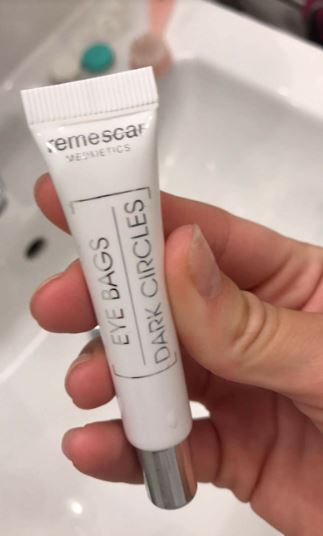 remescar
MEDMETICS
EYE BAGS
DARK CIRCLES